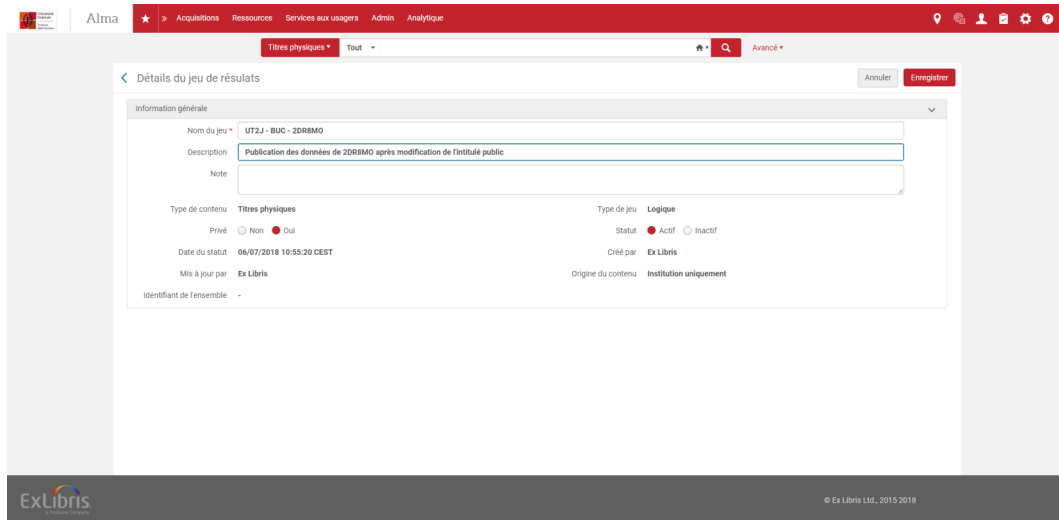 Alma
» Acquisitions Ressources Services aux usagers Admin Analytique
Titres physiques Tout Avancé
Détails du jeu de résultats Annuler Enregistrer
Information générale
Nom du jeu * UT2J - BUC - 2DR8MO
Description Publication des données de 2DR8MO après modification de l'intitulé public
Note
Type de contenu Titres physiques Type de jeu Logique
Privé Non Oui Statut Actif Inactif
Date du statut 06/07/2018 10:55:20 CEST Créé par Ex Libris
Mis à jour par Ex Libris Origine du contenu Institution uniquement
Identifiant de l'ensemble -
ExLibris
a ProQuest Company
© Ex Libris Ltd., 2015 2018